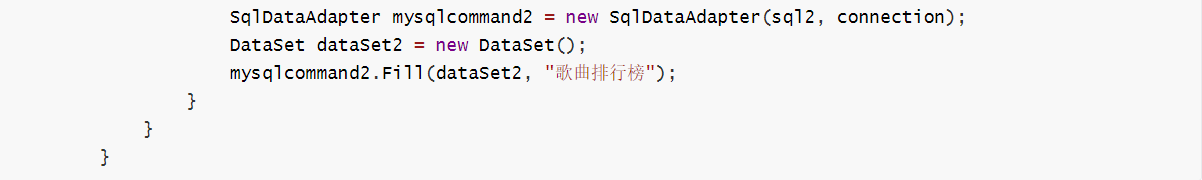 SqlDataAdapter mysqlcommand2 = new SqlDataAdapter(sql2, connection);
DataSet dataSet2 = new DataSet();
mysqlcommand2.Fill(dataSet2, "歌曲排行榜");
}
}
}